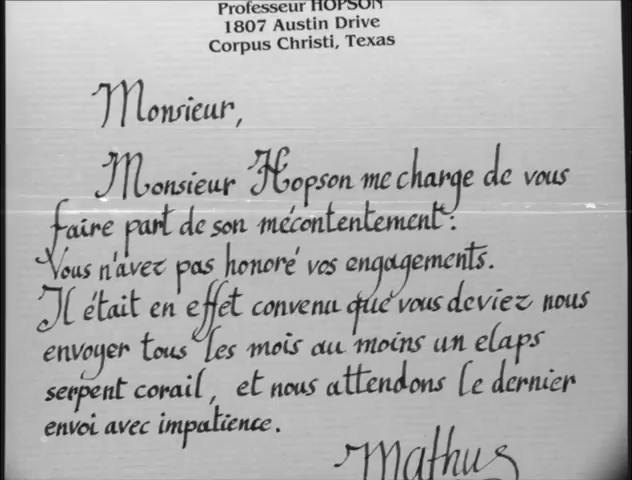 Professeur HOPSON
1807 Austin Drive
Corpus Christi, Texas
Monsieur,
Monsieur Hopson me charge de vous
faire part de son mécontentement :
Vous n'avez pas honoré vos engagements.
Il était en effet convenu que vous deviez nous
envoyer tous les mois au moins un elaps
serpent corail, et nous attendons le dernier
envoi avec impatience.
Mathus